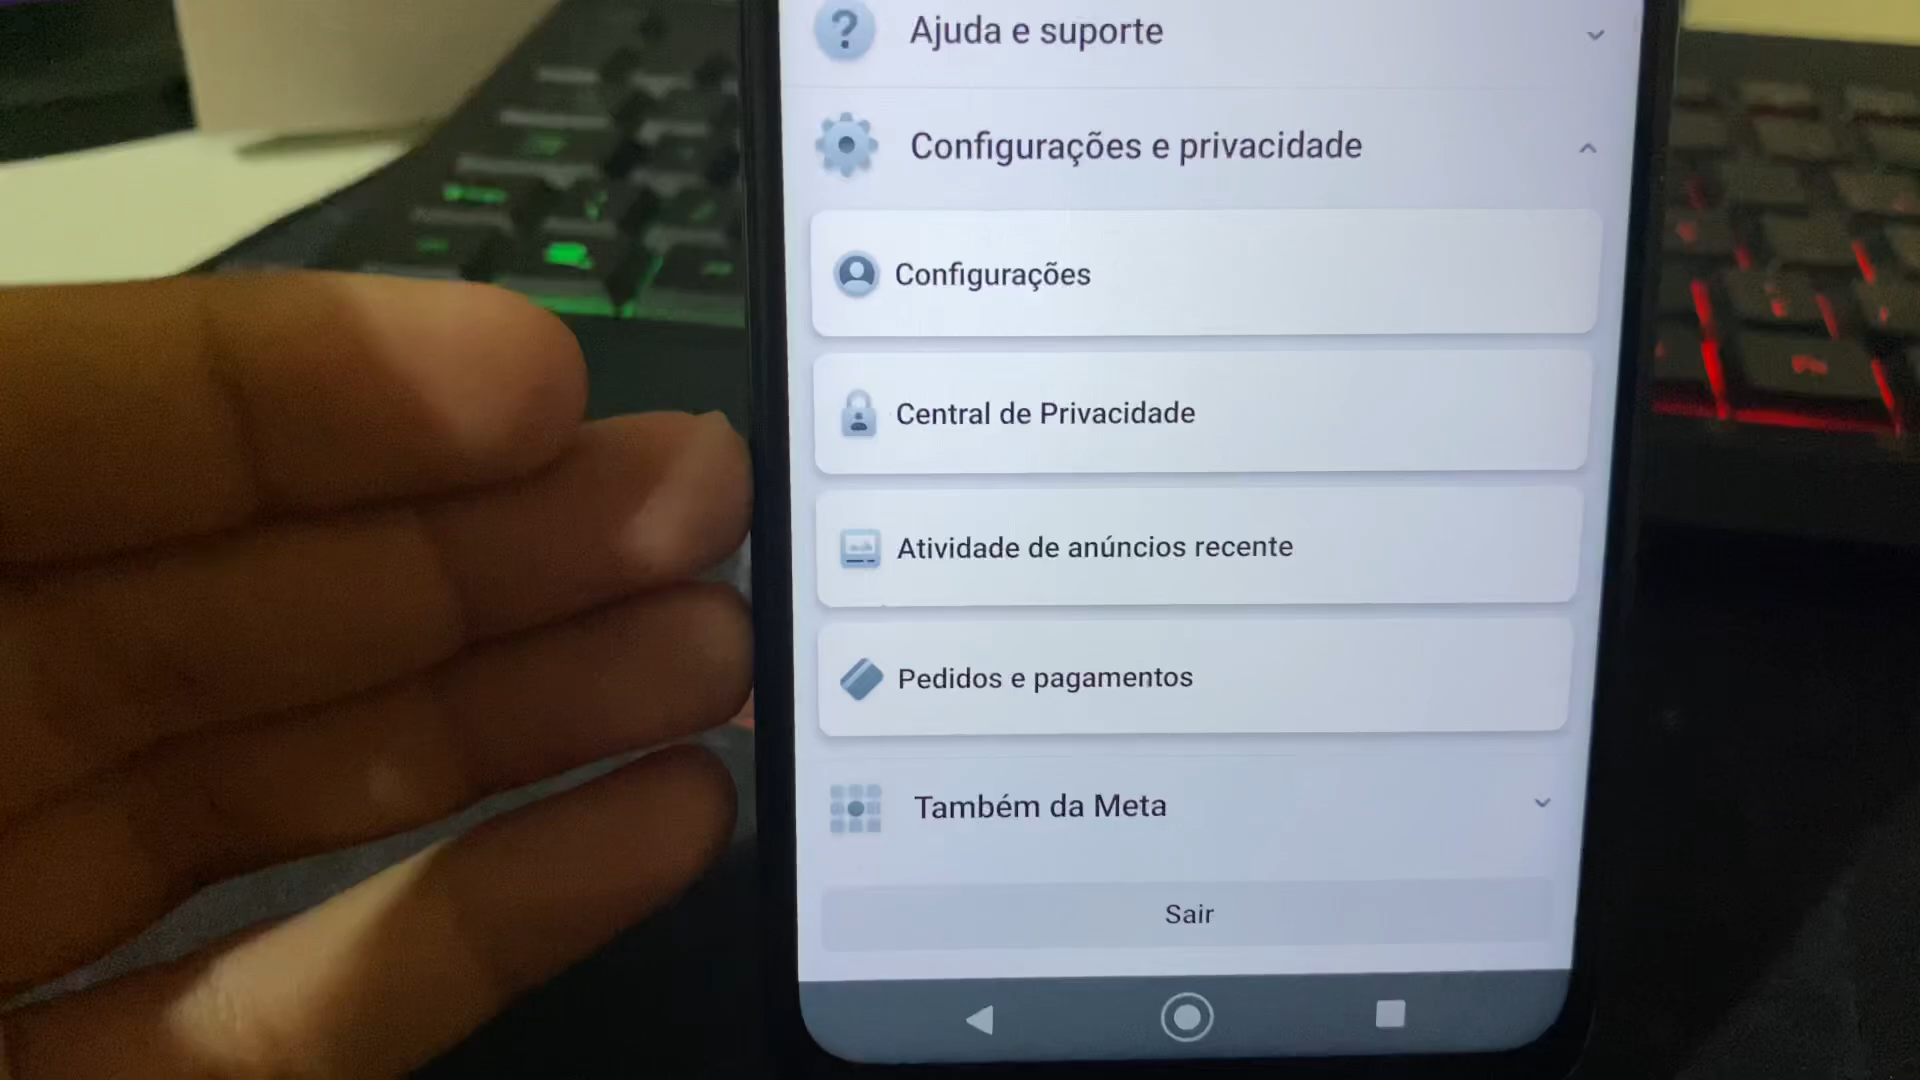 Ajuda e suporte
Configurações e privacidade
Configurações
Central de Privacidade
Atividade de anúncios recente
Pedidos e pagamentos
Também da Meta
Sair